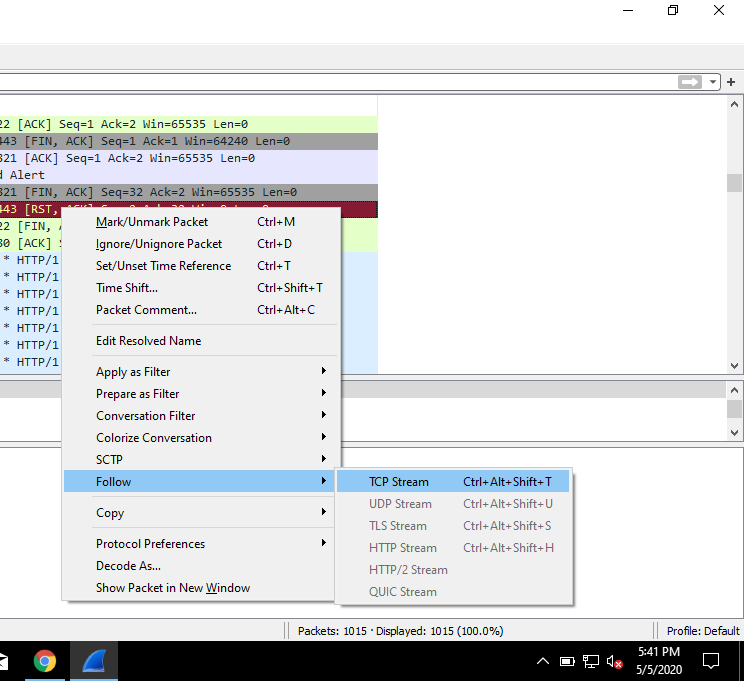 22 [ACK] Seq=1 Ack=2 Win=65535 Len=0
443 [FIN, ACK] Seq=1 Ack=1 Win=64240 Len=0
321 [ACK] Seq=1 Ack=2 Win=65535 Len=0
d Alert
321 [FIN, ACK] Seq=32 Ack=2 Win=65535 Len=0
443 [RST,
22 [FIN,
80 [ACK]
* HTTP/1
* HTTP/1
* HTTP/1
* HTTP/1
* HTTP/1
* HTTP/1
* HTTP/1
Mark/Unmark Packet Ctrl+M
Ignore/Unignore Packet Ctrl+D
Set/Unset Time Reference Ctrl+T
Time Shift... Ctrl+Shift+T
Packet Comment... Ctrl+Alt+C
Edit Resolved Name
Apply as Filter
Prepare as Filter
Conversation Filter
Colorize Conversation
SCTP
Follow
TCP Stream Ctrl+Alt+Shift+T
UDP Stream Ctrl+Alt+Shift+U
TLS Stream Ctrl+Alt+Shift+S
HTTP Stream Ctrl+Alt+Shift+H
HTTP/2 Stream
QUIC Stream
Copy
Protocol Preferences
Decode As...
Show Packet in New Window
Packets: 1015 · Displayed: 1015 (100.0%)
Profile: Default
5:41 PM
5/5/2020